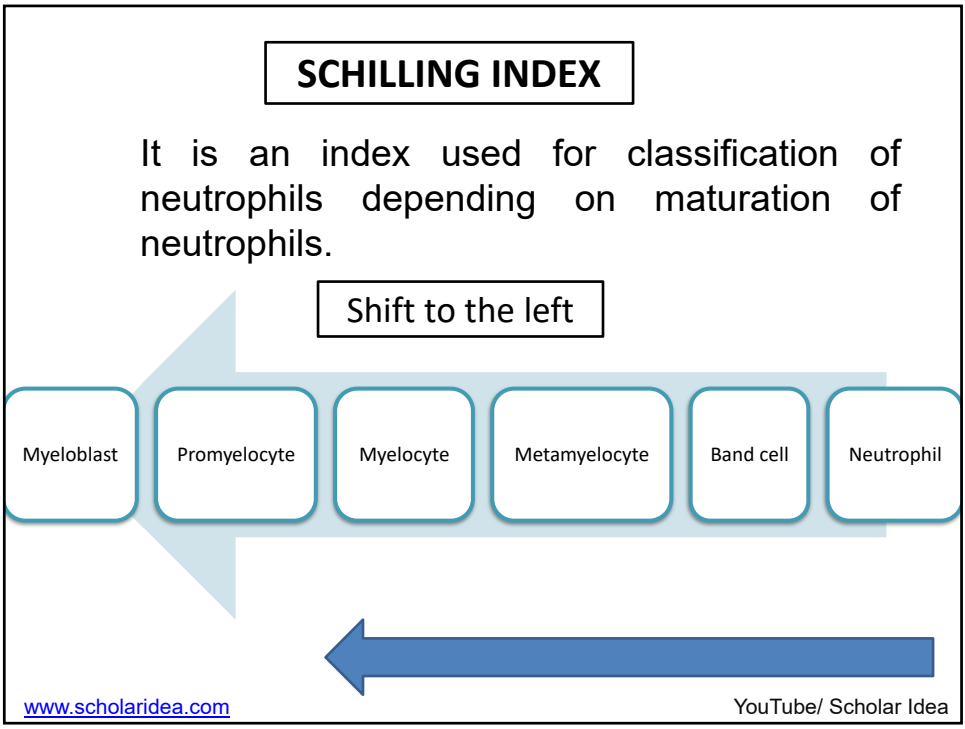 SCHILLING INDEX
It is an index used for classification of
neutrophils depending on maturation of
neutrophils.
Shift to the left
Myeloblast
Promyelocyte
Myelocyte
Metamyelocyte
Band cell
Neutrophil
www.scholaridea.com
YouTube/ Scholar Idea